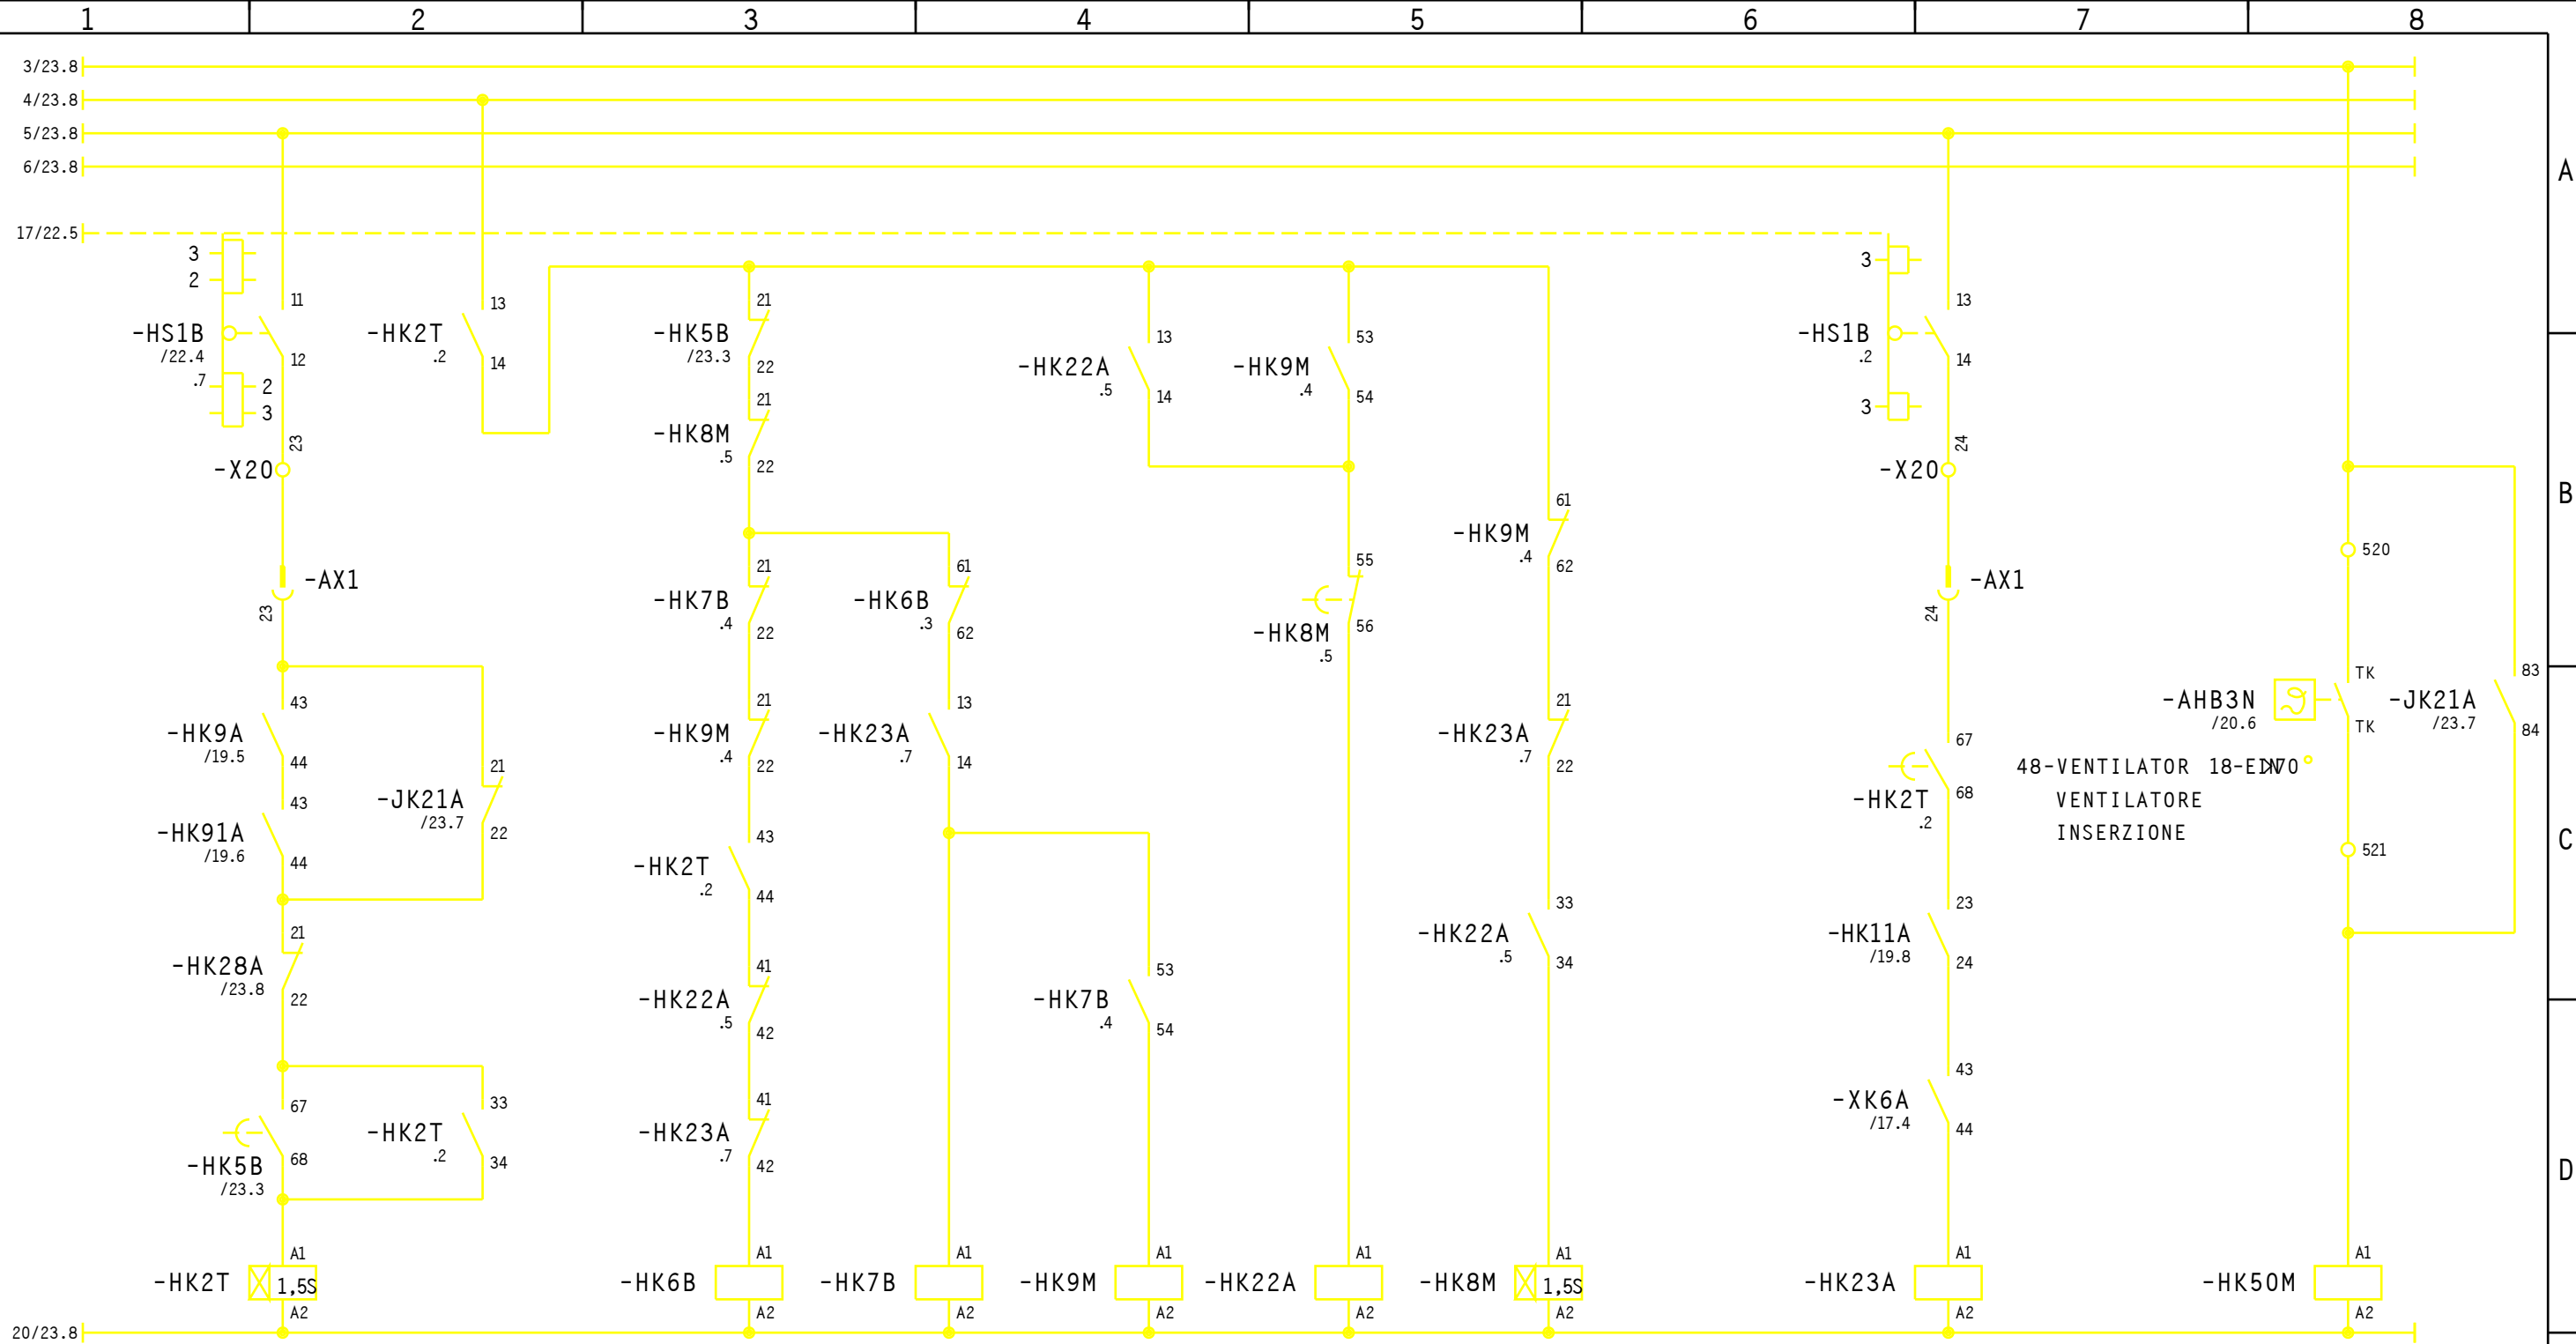 1 2 3 4 5 6 7 8
3/23.8
4/23.8
5/23.8
6/23.8
A
17/22.5
3
2
11
-HS1B
/22.4
.7
12
2
3
23
-X20
-AX1
23
43
-HK9A
/19.5
44
43
-HK91A
/19.6
44
21
-JK21A
/23.7
22
21
-HK28A
/23.8
22
67
-HK5B
/23.3
68
33
-HK2T
.2
34
A1
-HK2T
1,5S
A2
13
-HK2T
.2
14
21
-HK5B
/23.3
22
21
-HK8M
.5
22
21
-HK7B
.4
22
21
-HK9M
.4
22
43
-HK2T
.2
44
41
-HK22A
.5
42
41
-HK23A
.7
42
A1
-HK6B
A2
61
-HK6B
.3
62
13
-HK23A
.7
14
A1
-HK7B
A2
53
-HK7B
.4
54
A1
-HK9M
A2
13
-HK22A
.5
14
53
-HK9M
.4
54
55
-HK8M
.5
56
A1
-HK22A
A2
61
-HK9M
.4
62
21
-HK23A
.7
22
33
-HK22A
.5
34
A1
-HK8M
1,5S
A2
3
13
-HS1B
.2
14
3
24
-X20
-AX1
24
67
-HK2T
.2
68
23
-HK11A
/19.8
24
43
-XK6A
/17.4
44
A1
-HK23A
A2
520
TK
-AHB3N
/20.6
TK
83
-JK21A
/23.7
84
48-VENTILATOR
VENTILATORE
INSERZIONE
521
A1
-HK50M
A2
B
C
D
20/23.8